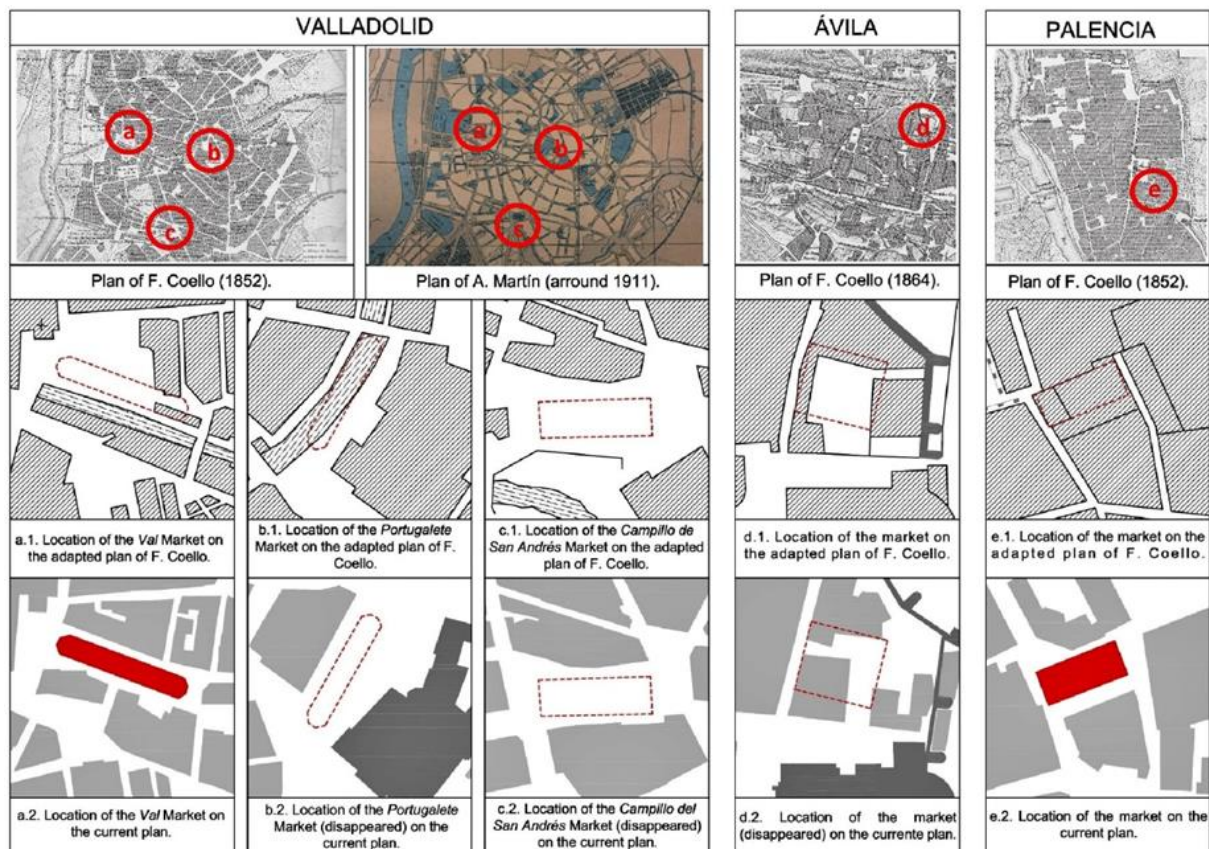 VALLADOLID
ÁVILA
PALENCIA
a
b
c
a
b
c
d
e
Plan of F. Coello (1852).
Plan of A. Martín (arround 1911).
Plan of F. Coello (1864).
Plan of F. Coello (1852).
a.1. Location of the Val Market on
the adapted plan of F. Coello.
b.1. Location of the Portugalete
Market on the adapted plan of F.
Coello.
c.1. Location of the Campillo de
San Andrés Market on the adapted
plan of F. Coello.
d.1. Location of the market on
the adapted plan of F. Coello.
e.1. Location of the market on the
adapted plan of F. Coello.
a.2. Location of the Val Market on
the current plan.
b.2. Location of the Portugalete
Market (disappeared) on the
current plan.
c.2. Location of the Campillo del
San Andrés Market (disappeared)
on the current plan.
d.2. Location of the market
(disappeared) on the currente plan.
e.2. Location of the market on the
current plan.